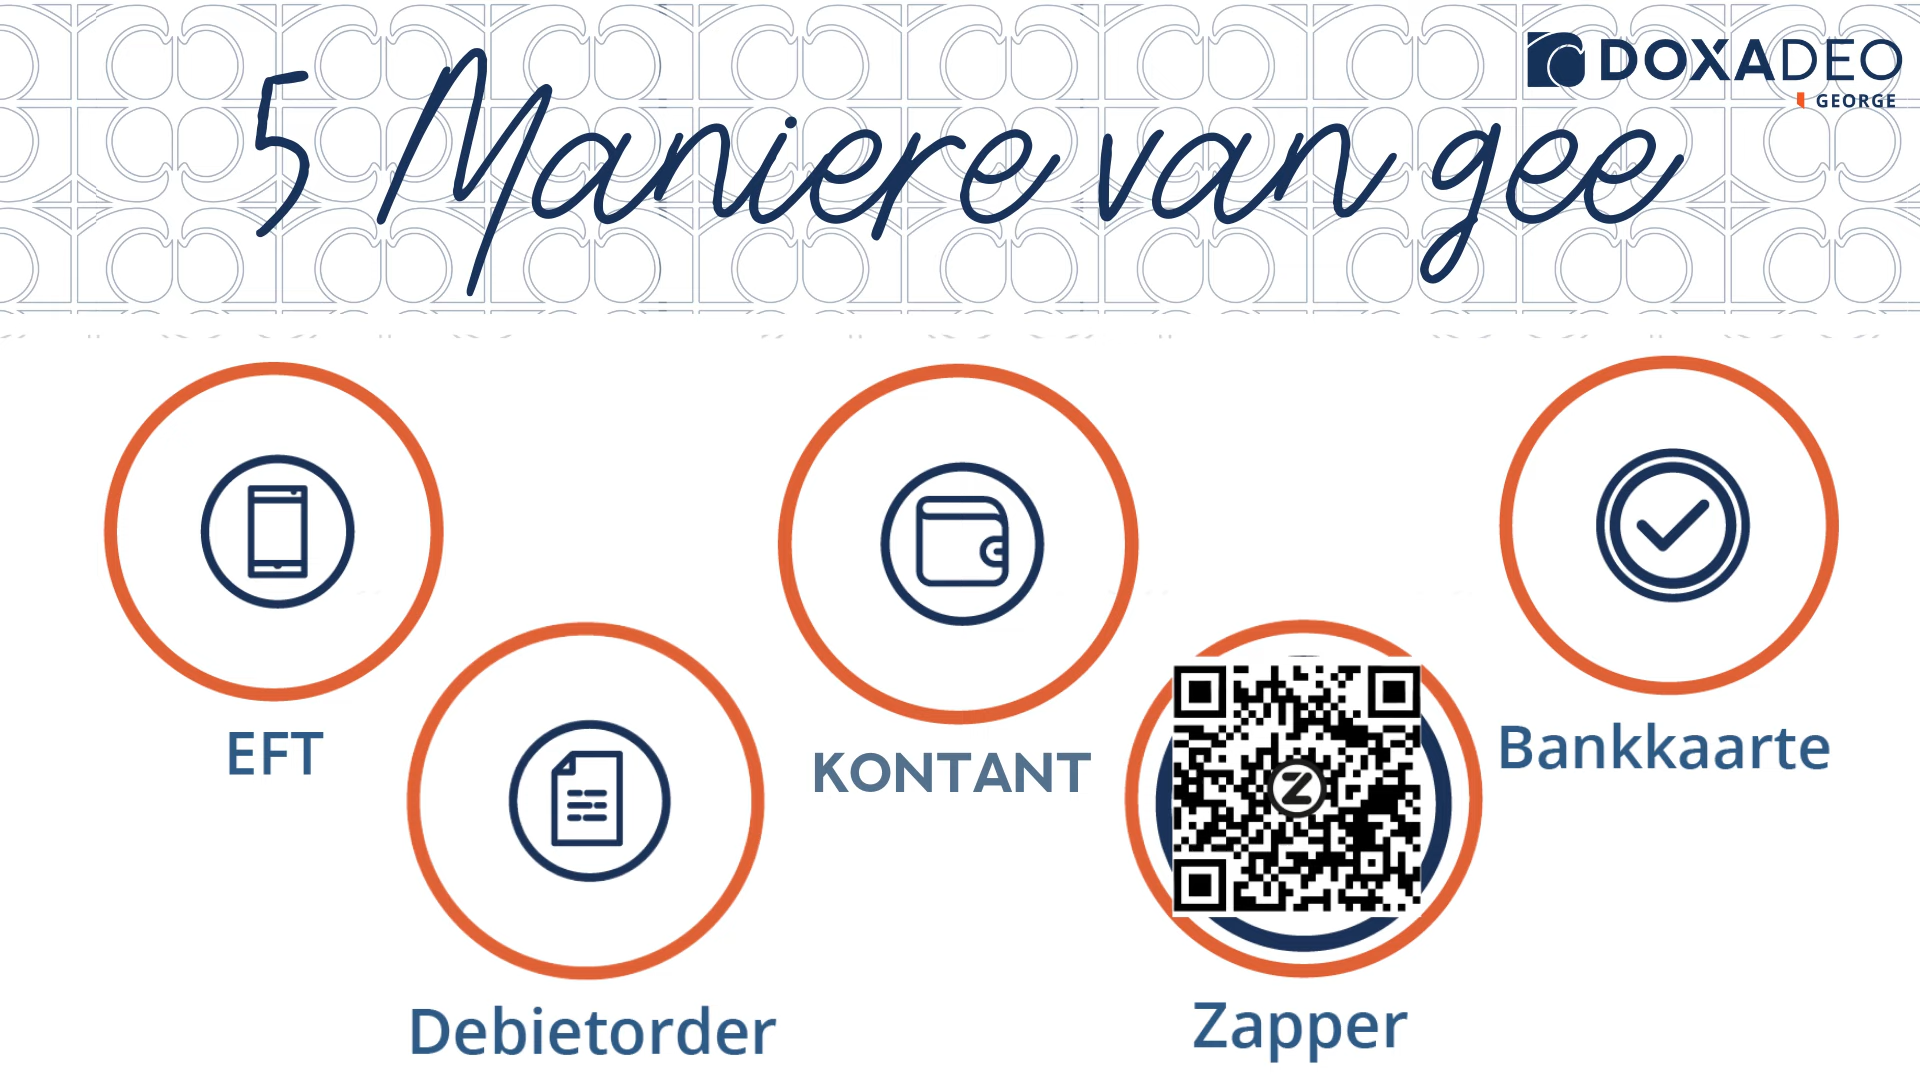 DOXADEO
GEORGE
5 Maniere van gee
EFT
Debietorder
KONTANT
Zapper
Bankkaarte